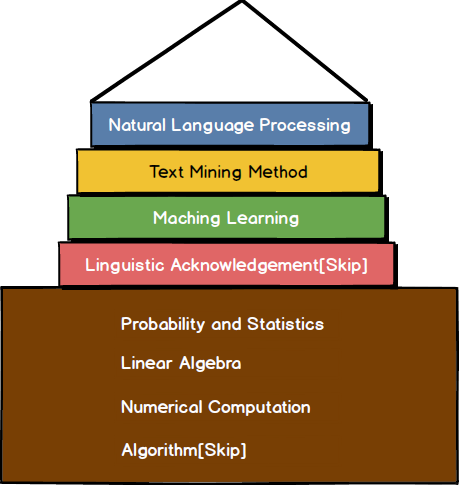 Natural Language Processing
Text Mining Method
Maching Learning
Linguistic Acknowledgement[Skip]
Probability and Statistics
Linear Algebra
Numerical Computation
Algorithm[Skip]